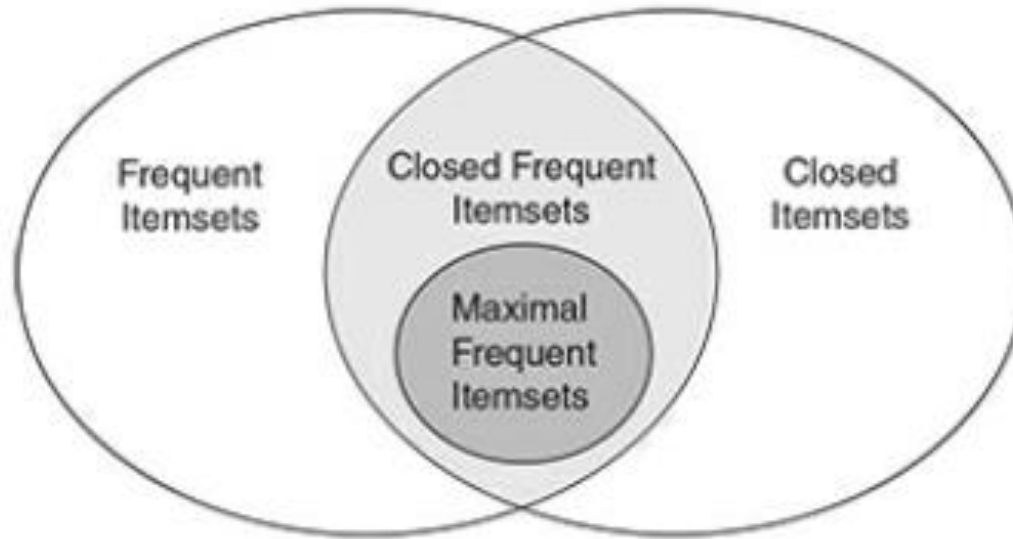 Frequent
Itemsets
Closed Frequent
Itemsets
Closed
Itemsets
Maximal
Frequent
Itemsets